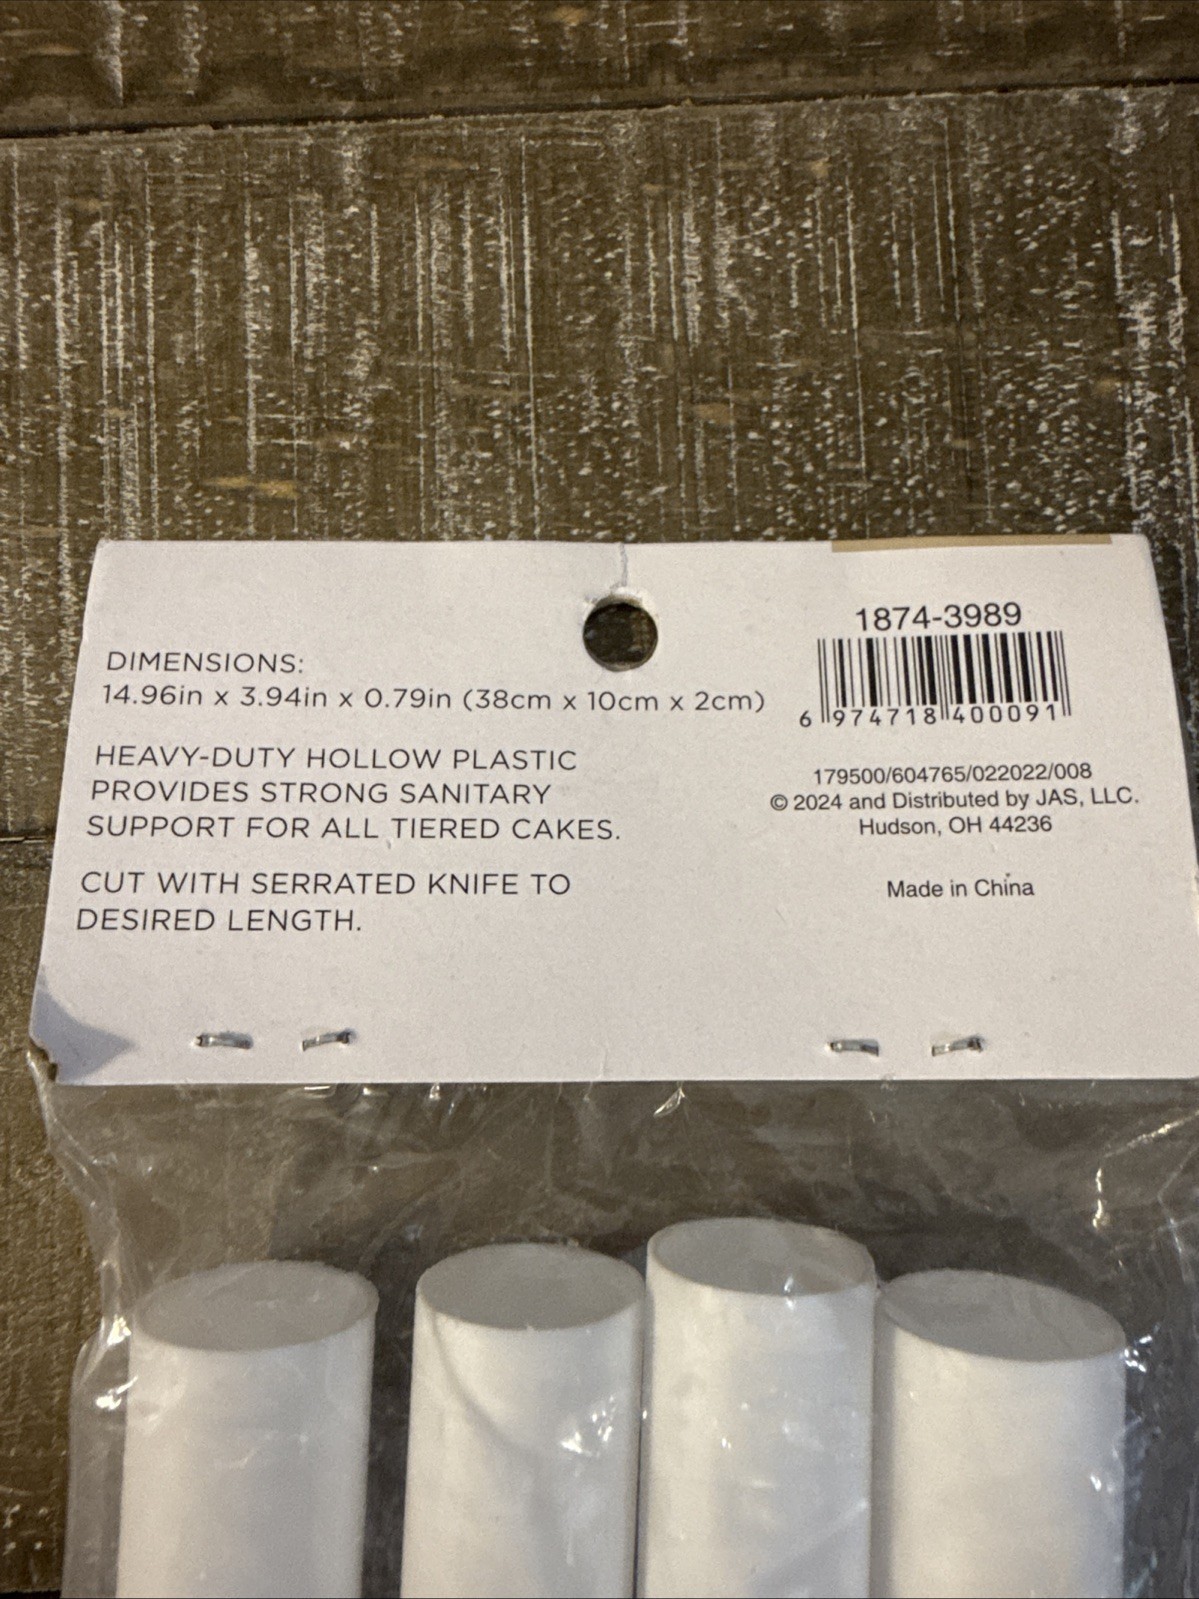 DIMENSIONS:
14.96in x 3.94in x 0.79in (38cm x 10cm x 2cm)
HEAVY-DUTY HOLLOW PLASTIC
PROVIDES STRONG SANITARY
SUPPORT FOR ALL TIERED CAKES.
CUT WITH SERRATED KNIFE TO
DESIRED LENGTH.
1874-3989
6 974718 400091
179500/604765/022022/008
© 2024 and Distributed by JAS, LLC.
Hudson, OH 44236
Made in China